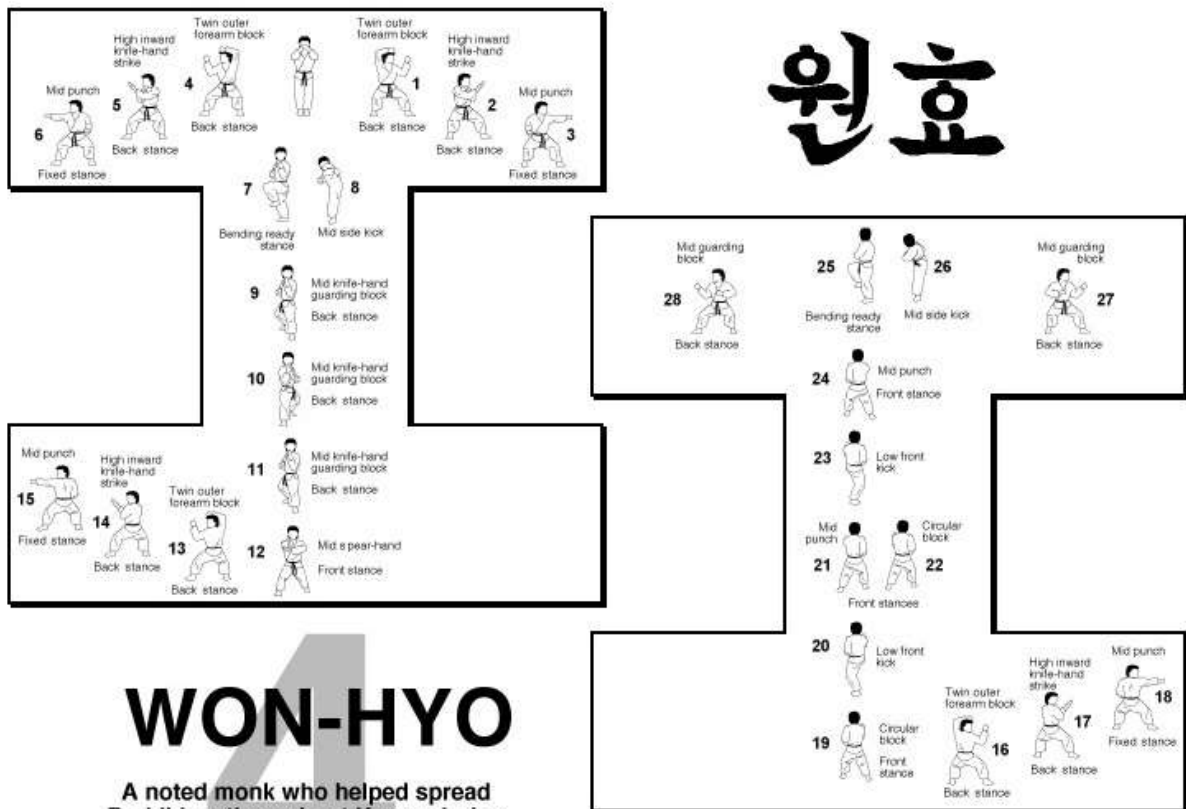 Twin outer
forearm block
4
Back stance
High inward
knife-hand
strike
5
Back stance
Mid punch
6
Fixed stance
Twin outer
forearm block
1
Back stance
High inward
knife-hand
strike
2
Back stance
Mid punch
3
Fixed stance
7
Bending ready
stance
8
Mid side kick
9
Mid knife-hand
guarding block
Back stance
10
Mid knife-hand
guarding block
Back stance
11
Mid knife-hand
guarding block
Back stance
12
Mid spear-hand
Front stance
Twin outer
forearm block
13
Back stance
High inward
knife-hand
strike
14
Back stance
Mid punch
15
Fixed stance
4
WON-HYO
A noted monk who helped spread
원효
Mid guarding
block
28
Back stance
25
Bending ready
stance
26
Mid side kick
Mid guarding
block
27
Back stance
24
Mid punch
Front stance
23
Low front
kick
Mid
punch
21
Circular
block
22
Front stances
20
Low front
kick
19
Circular
block
Front
stance
Twin outer
forearm block
16
Back stance
High inward
knife-hand
strike
17
Back stance
Mid punch
18
Fixed stance